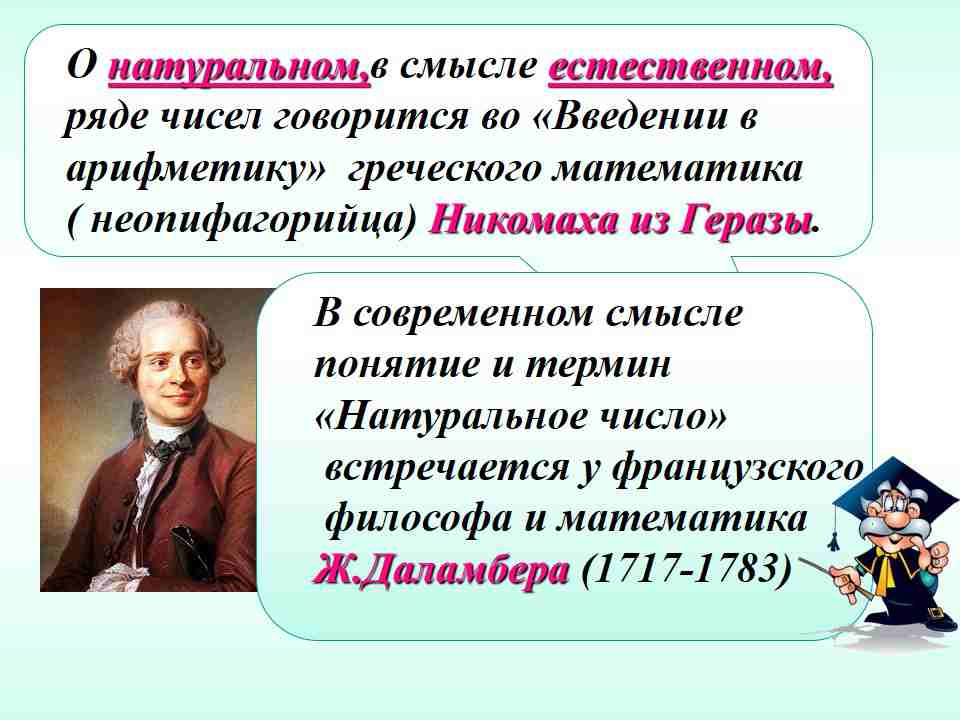 О натуральном,в смысле естественном,
ряде чисел говорится во «Введении в
арифметику» греческого математика
( неопифагорийца) Никомаха из Геразы.
В современном смысле
понятие и термин
«Натуральное число»
встречается у французского
философа и математика
Ж.Даламбера (1717-1783)